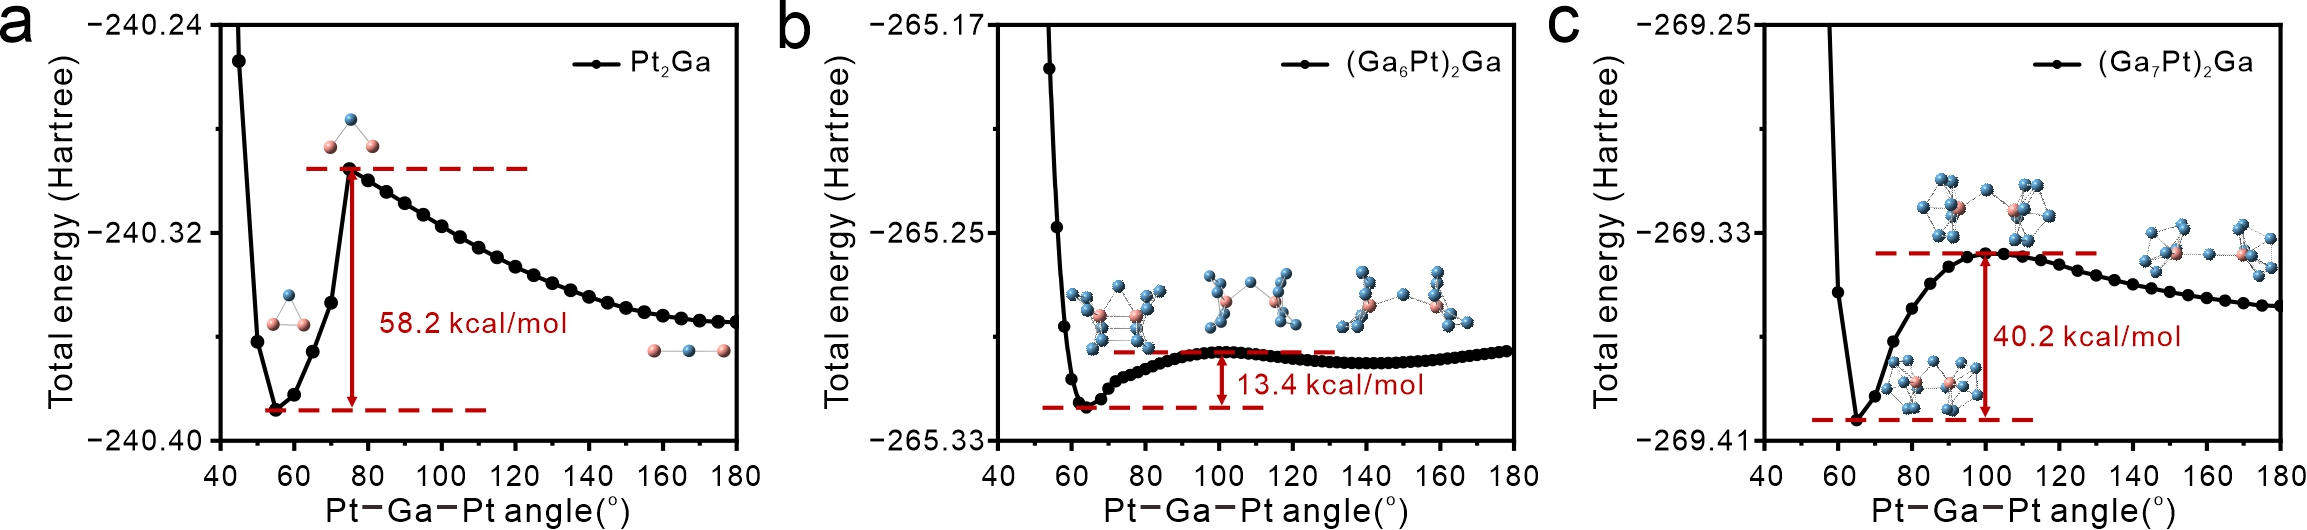 a
−240.24
−240.32
−240.40
Total energy (Hartree)
Pt₂Ga
58.2 kcal/mol
40 60 80 100 120 140 160 180
Pt−Ga−Pt angle(°)
b
−265.17
−265.25
−265.33
Total energy (Hartree)
(Ga₆Pt)₂Ga
13.4 kcal/mol
40 60 80 100 120 140 160 180
Pt−Ga−Pt angle(°)
c
−269.25
−269.33
−269.41
Total energy (Hartree)
(Ga₇Pt)₂Ga
40.2 kcal/mol
40 60 80 100 120 140 160 180
Pt−Ga−Pt angle(°)